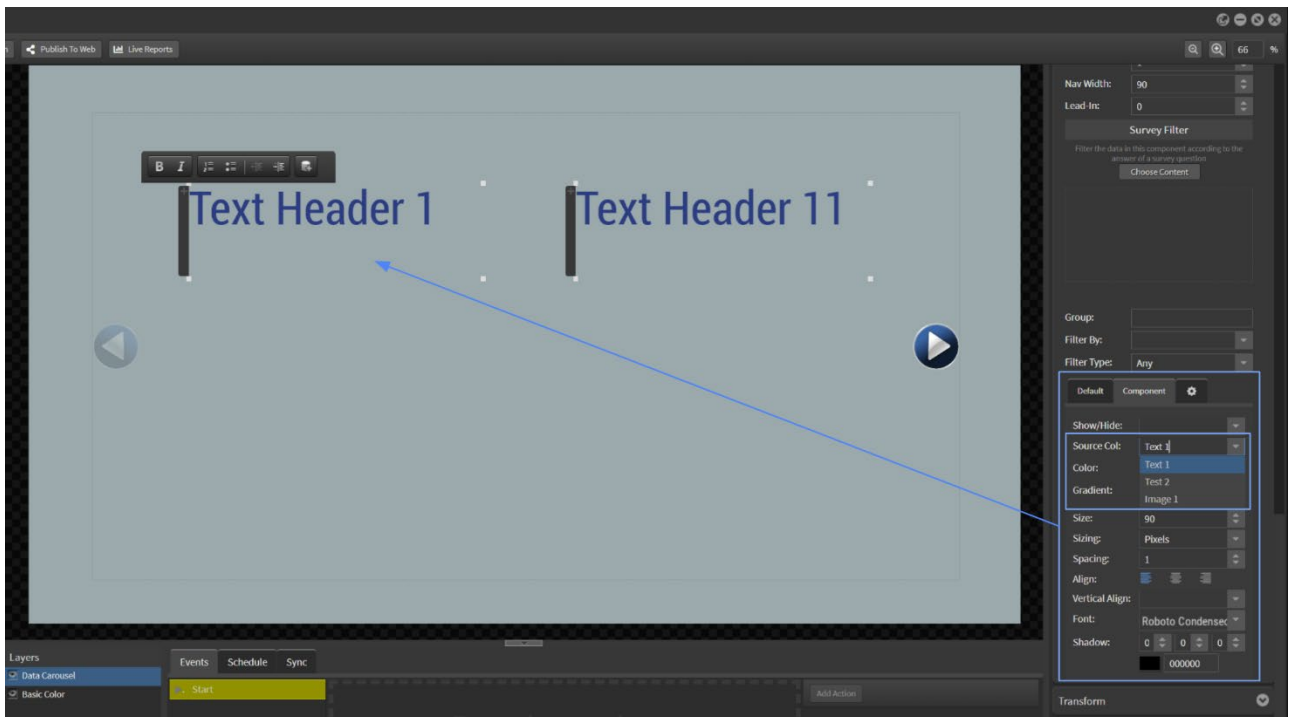 Publish To Web Live Reports 66 %
Nav Width: 90
Lead-In: 0
Survey Filter
Filter the data in this component according to the
answer of a survey question
Choose Content
B I
Text Header 1 Text Header 11
Group:
Filter By:
Filter Type: Any
Default Component
Show/Hide:
Source Col: Text 1
Color: Text 1
Test 2
Gradient:
Image 1
Size: 90
Sizing: Pixels
Spacing: 1
Align:
Vertical Align:
Font: Roboto Condensed
Shadow: 0 0 0
000000
Transform
Layers
Data Carousel
Basic Color
Events Schedule Sync
Start
Add Action